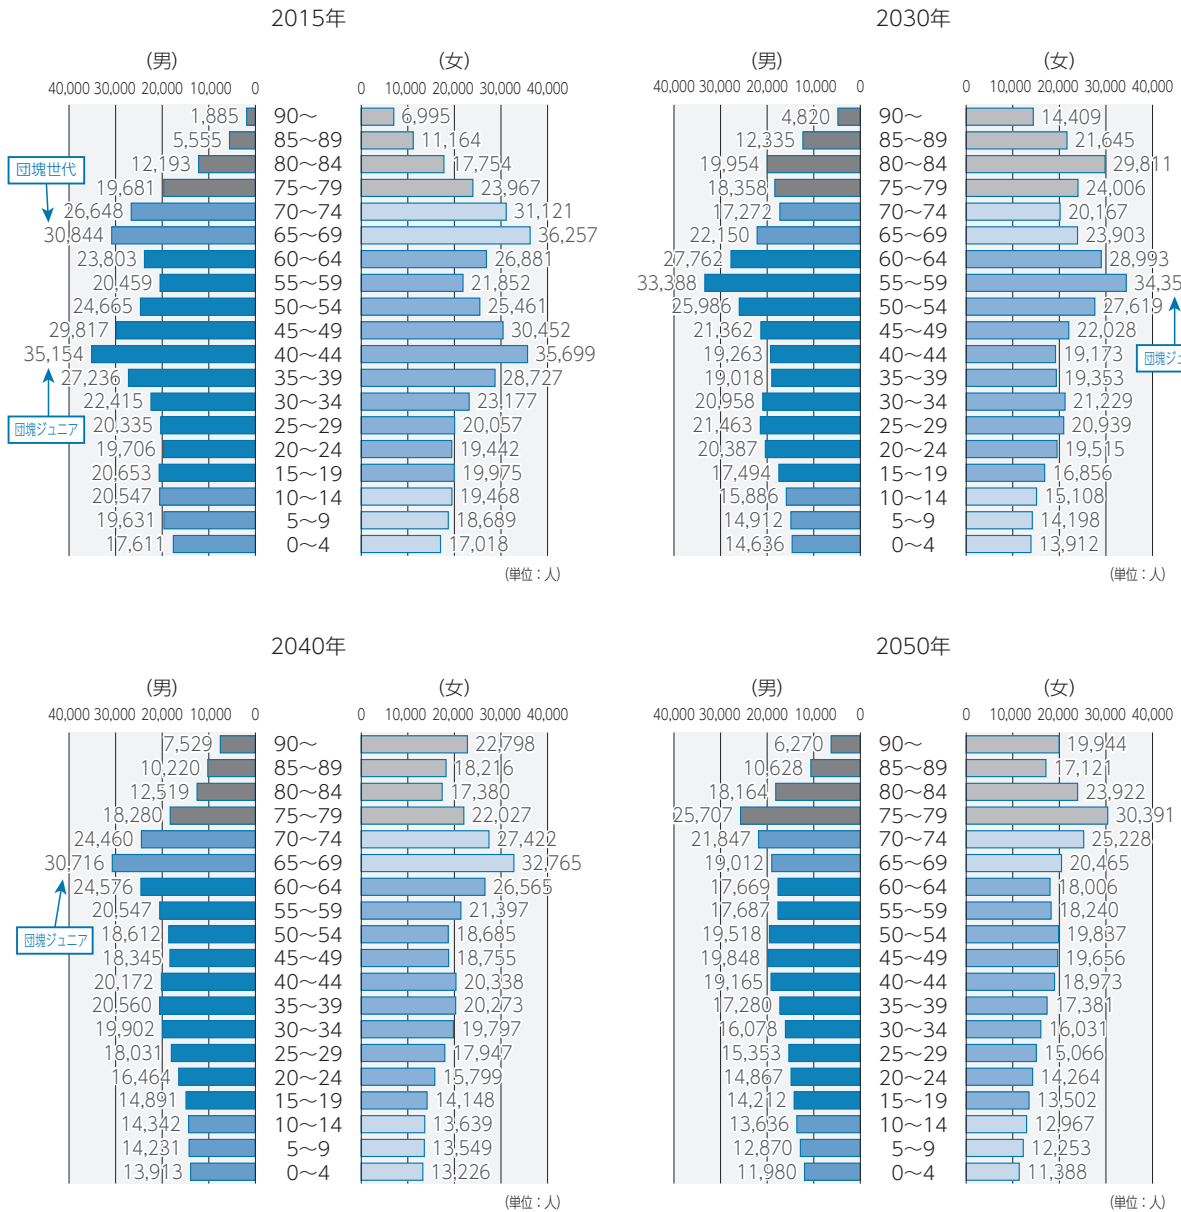 2015年
(男) (女)
40,000 30,000 20,000 10,000 0 0 10,000 20,000 30,000 40,000
1,885 90～ 6,995
5,555 85～89 11,164
12,193 80～84 17,754
団塊世代
19,681 75～79 23,967
26,648 70～74 31,121
30,844 65～69 36,257
23,803 60～64 26,881
20,459 55～59 21,852
24,665 50～54 25,461
29,817 45～49 30,452
35,154 40～44 35,699
27,236 35～39 28,727
22,415 30～34 23,177
団塊ジュニア
20,335 25～29 20,057
19,706 20～24 19,442
20,653 15～19 19,975
20,547 10～14 19,468
19,631 5～9 18,689
17,611 0～4 17,018
(単位：人)
2030年
(男) (女)
40,000 30,000 20,000 10,000 0 0 10,000 20,000 30,000 40,000
4,820 90～ 14,409
12,335 85～89 21,645
19,954 80～84 29,811
18,358 75～79 24,006
17,272 70～74 20,167
22,150 65～69 23,903
27,762 60～64 28,993
33,388 55～59 34,35
25,986 50～54 27,619
21,362 45～49 22,028
19,263 40～44 19,173
団塊ジュ
19,018 35～39 19,353
20,958 30～34 21,229
21,463 25～29 20,939
20,387 20～24 19,515
17,494 15～19 16,856
15,886 10～14 15,108
14,912 5～9 14,198
14,636 0～4 13,912
(単位：人)
2040年
(男) (女)
40,000 30,000 20,000 10,000 0 0 10,000 20,000 30,000 40,000
7,529 90～ 22,798
10,220 85～89 18,216
12,519 80～84 17,380
18,280 75～79 22,027
24,460 70～74 27,422
30,716 65～69 32,765
24,576 60～64 26,565
20,547 55～59 21,397
18,612 50～54 18,685
団塊ジュニア
18,345 45～49 18,755
20,172 40～44 20,338
20,560 35～39 20,273
19,902 30～34 19,797
18,031 25～29 17,947
16,464 20～24 15,799
14,891 15～19 14,148
14,342 10～14 13,639
14,231 5～9 13,549
13,913 0～4 13,226
(単位：人)
2050年
(男) (女)
40,000 30,000 20,000 10,000 0 0 10,000 20,000 30,000 40,000
6,270 90～ 19,944
10,628 85～89 17,121
18,164 80～84 23,922
25,707 75～79 30,391
21,847 70～74 25,228
19,012 65～69 20,465
17,669 60～64 18,006
17,687 55～59 18,240
19,518 50～54 19,837
19,848 45～49 19,656
19,165 40～44 18,973
17,280 35～39 17,381
16,078 30～34 16,031
15,353 25～29 15,066
14,867 20～24 14,264
14,212 15～19 13,502
13,636 10～14 12,967
12,870 5～9 12,253
11,980 0～4 11,388
(単位：人)